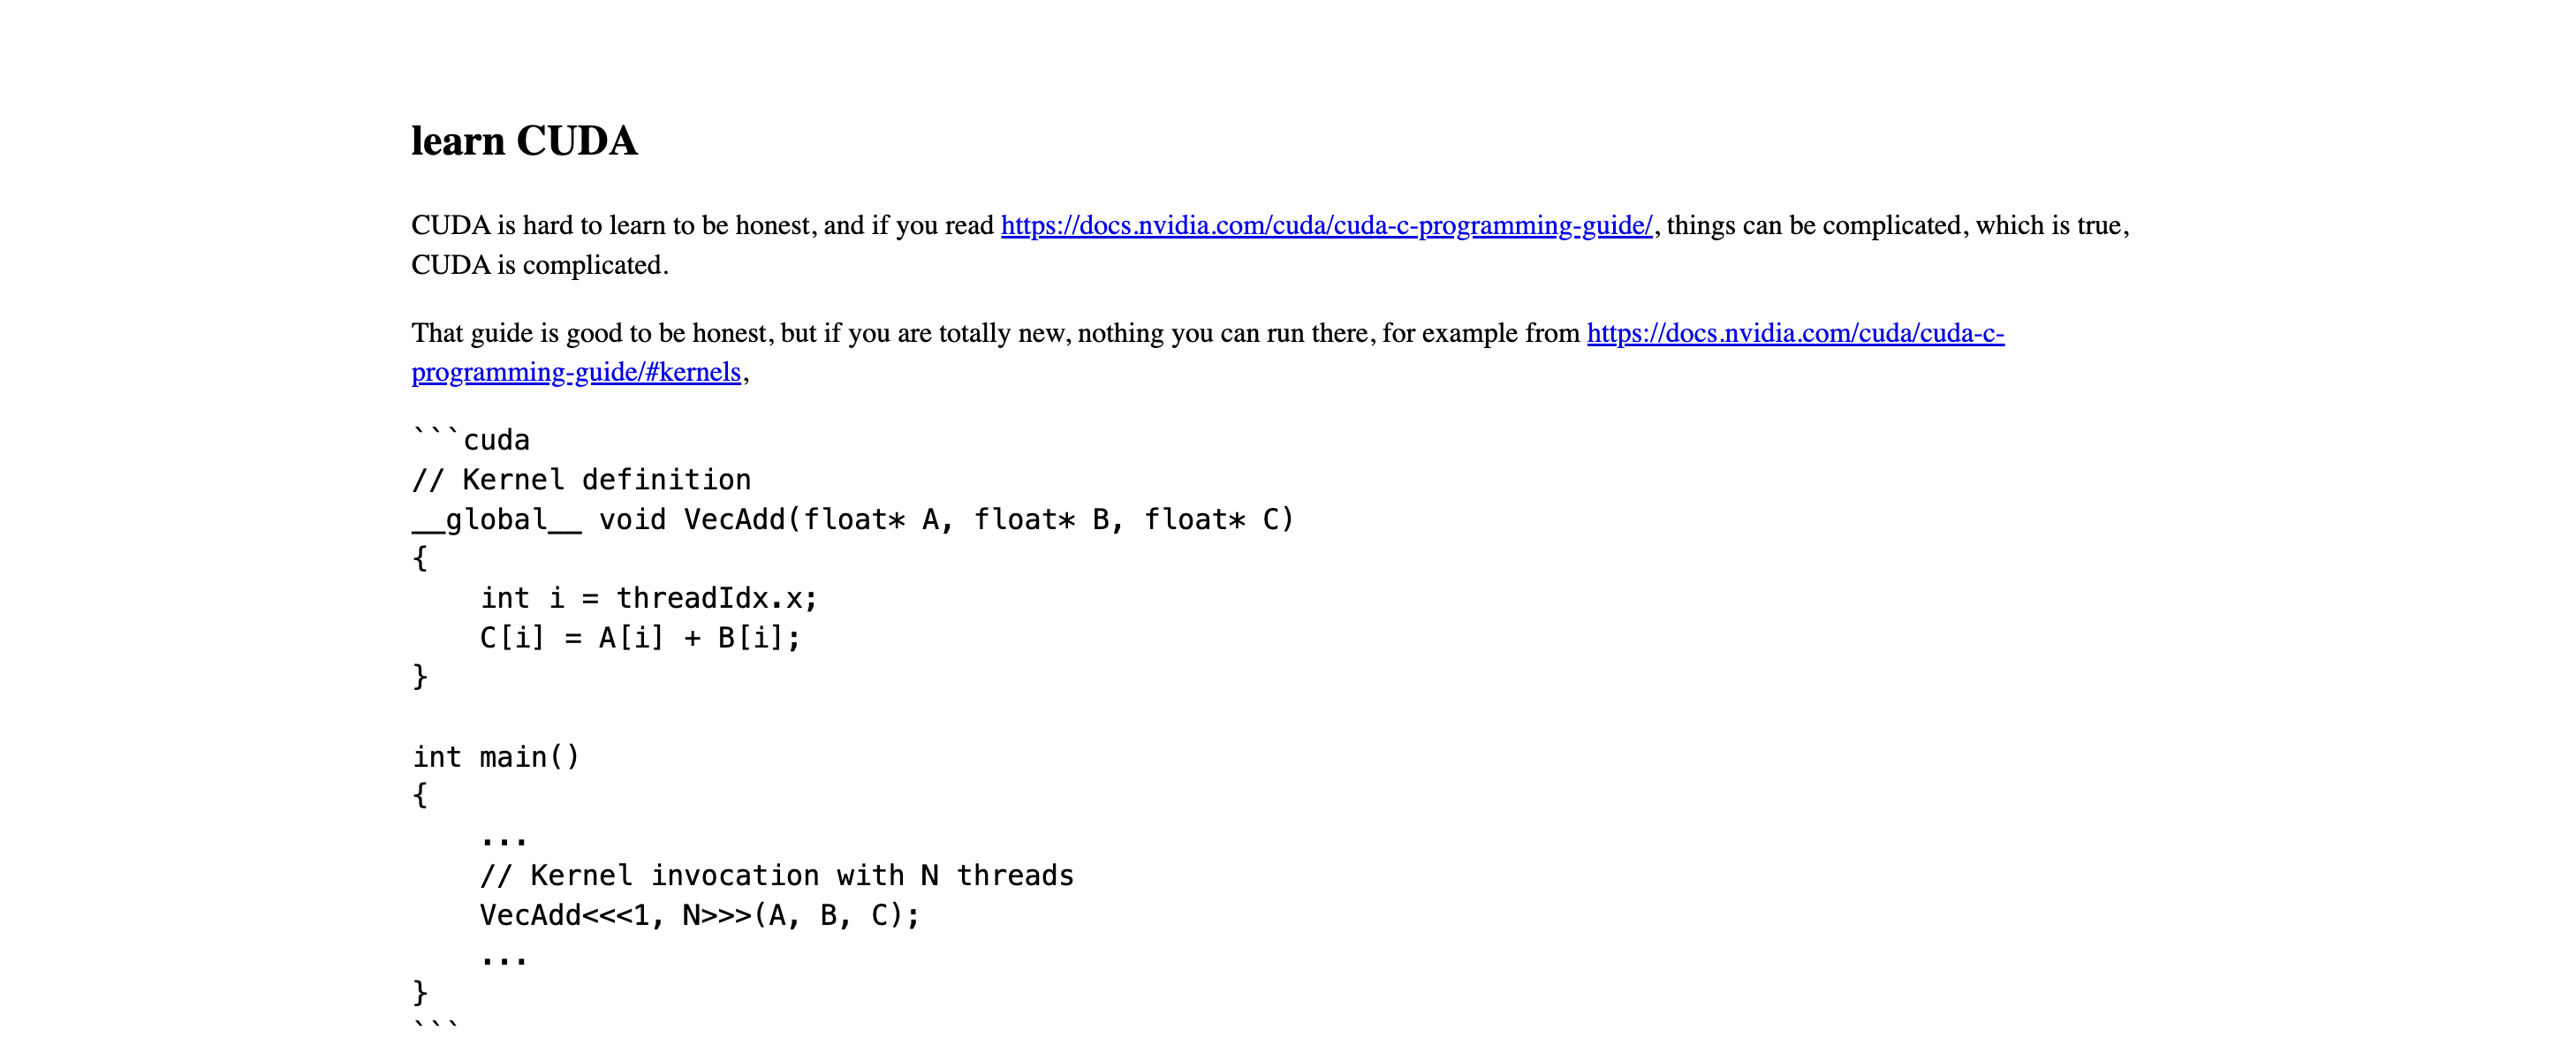 learn CUDA
CUDA is hard to learn to be honest, and if you read https://docs.nvidia.com/cuda/cuda-c-programming-guide/, things can be complicated, which is true,
CUDA is complicated.
That guide is good to be honest, but if you are totally new, nothing you can run there, for example from https://docs.nvidia.com/cuda/cuda-c-
programming-guide/#kernels,
```cuda
// Kernel definition
__global__ void VecAdd(float* A, float* B, float* C)
{
    int i = threadIdx.x;
    C[i] = A[i] + B[i];
}

int main()
{
    ...
    // Kernel invocation with N threads
    VecAdd<<<1, N>>>(A, B, C);
    ...
}
```